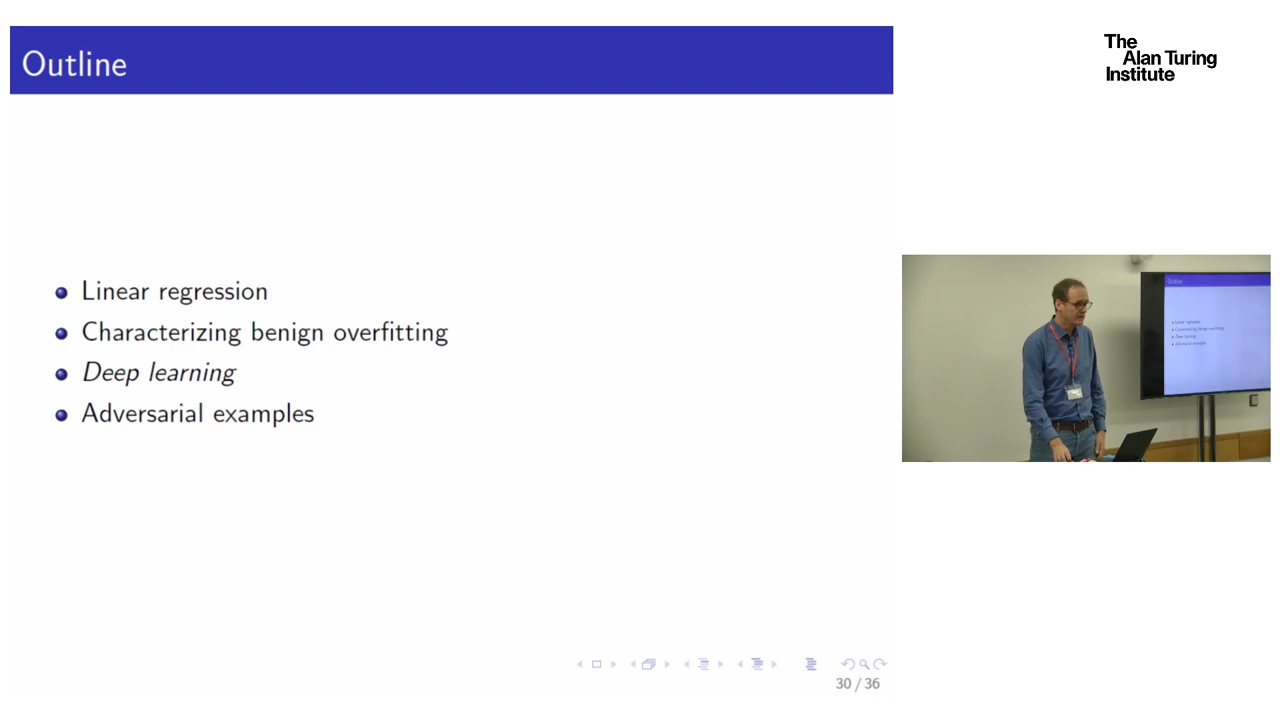 Outline
The
Alan Turing
Institute
Linear regression
Characterizing benign overfitting
Deep learning
Adversarial examples
30 / 36